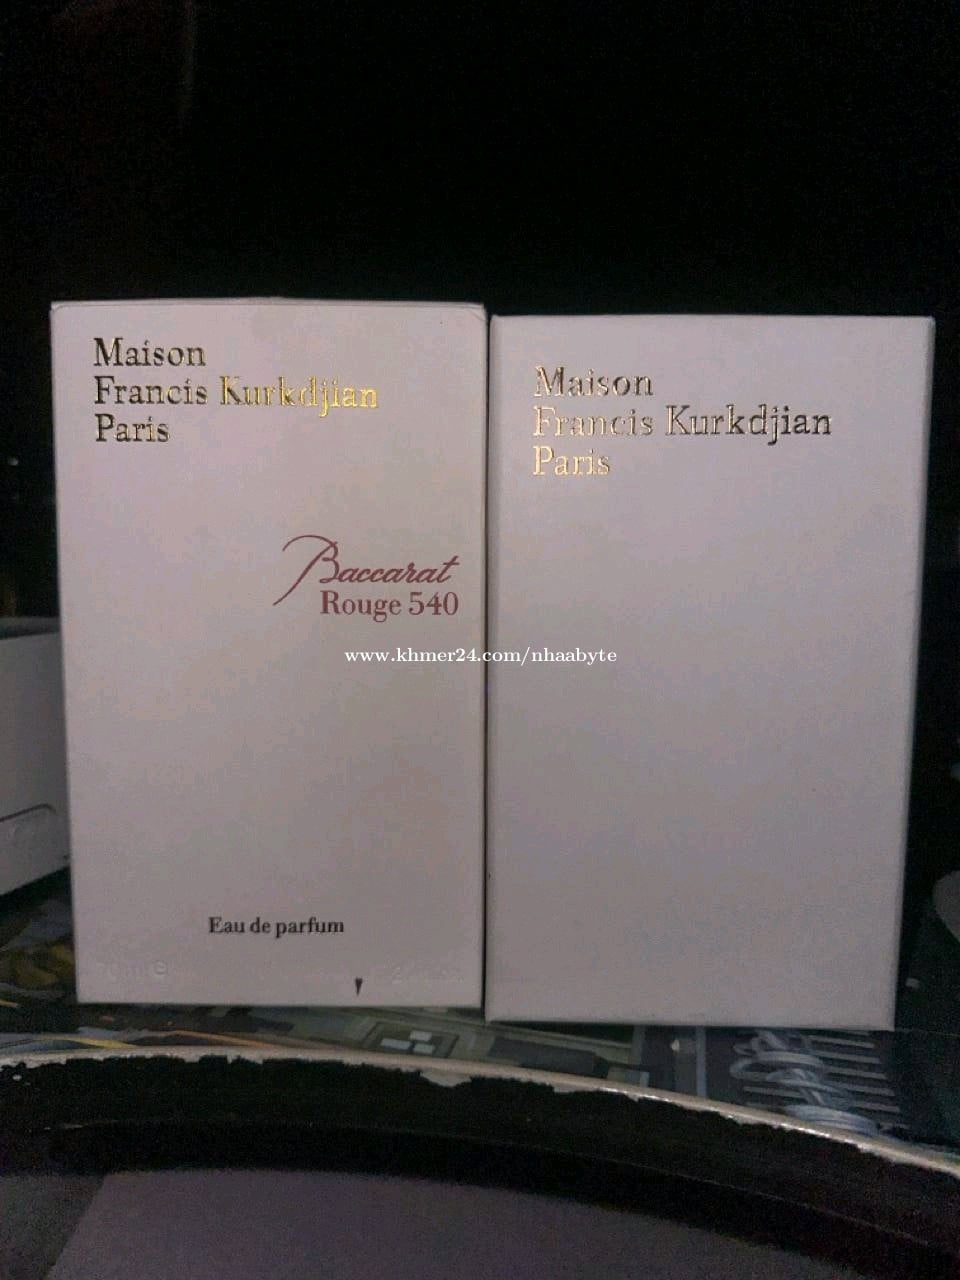 Maison
Francis Kurkdjian
Paris
Baccarat
Rouge 540
Eau de parfum
Maison
Francis Kurkdjian
Paris
www.khmer24.com/nhaabyte